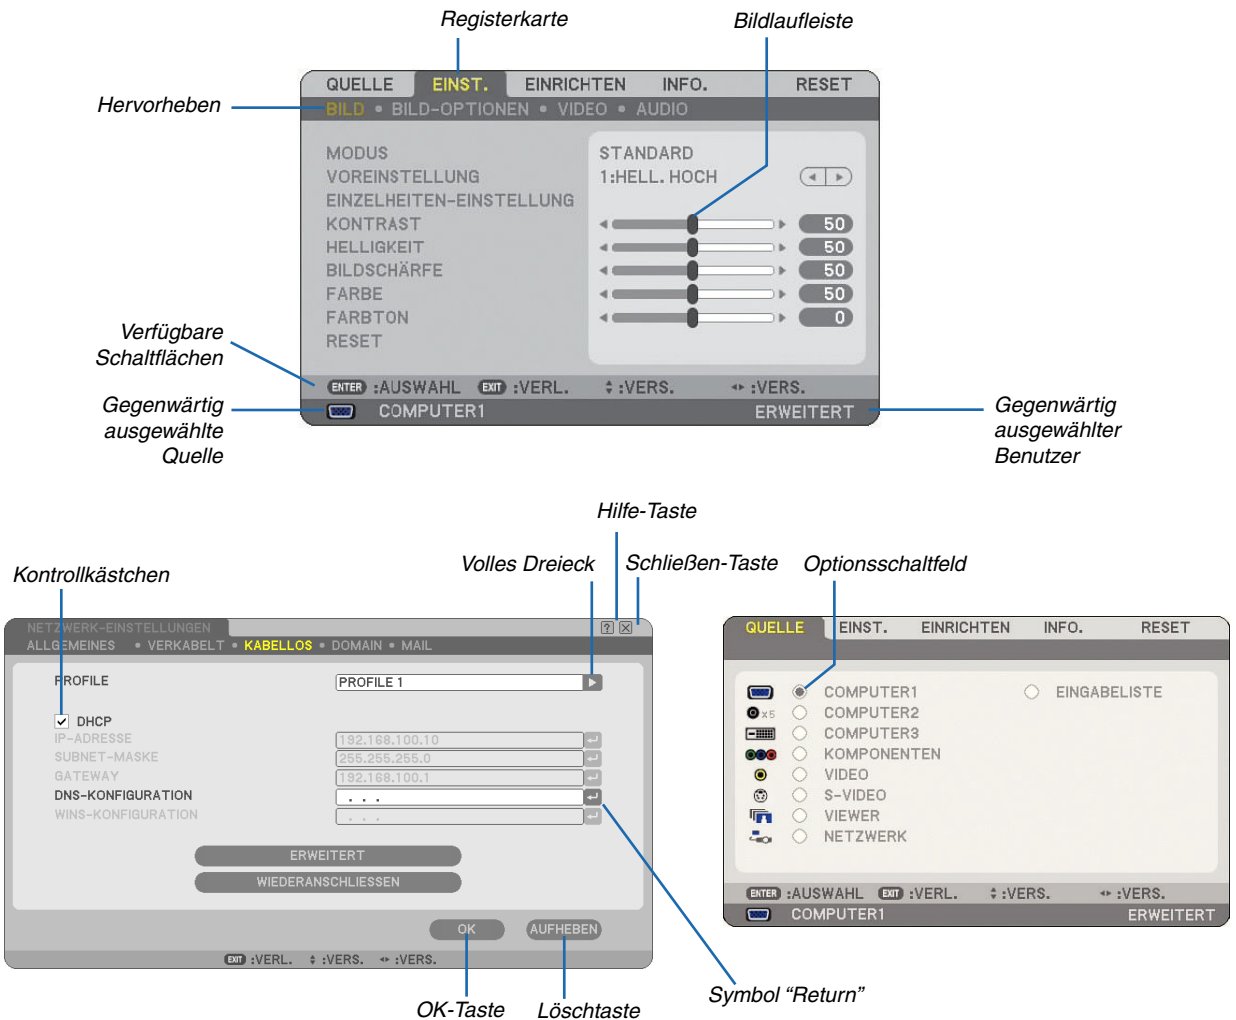 Registerkarte
Bildlaufleiste
Hervorheben
QUELLE EINST. EINRICHTEN INFO. RESET
BILD • BILD-OPTIONEN • VIDEO • AUDIO
MODUS STANDARD
VOREINSTELLUNG 1:HELL. HOCH
EINZELHEITEN-EINSTELLUNG
KONTRAST 50
HELLIGKEIT 50
BILDSCHÄRFE 50
FARBE 50
FARBTON 0
RESET
Verfügbare
Schaltflächen
ENTER :AUSWAHL EXIT :VERL. :VERS. :VERS.
COMPUTER1 ERWEITERT
Gegenwärtig
ausgewählte
Quelle
Gegenwärtig
ausgewählter
Benutzer
Hilfe-Taste
Kontrollkästchen
Volles Dreieck
Schließen-Taste
Optionsschaltfeld
NETZWERK-EINSTELLUNGEN ?
ALLGEMEINES • VERKABELT • KABELLOS • DOMAIN • MAIL
PROFILE PROFILE 1
DHCP
IP-ADRESSE 192.168.100.10
SUBNET-MASKE 255.255.255.0
GATEWAY 192.168.100.1
DNS-KONFIGURATION . . .
WINS-KONFIGURATION . . .
ERWEITERT
WIEDERANSCHLIESSEN
OK AUFHEBEN
EXIT :VERL. :VERS. :VERS.
OK-Taste
Löschtaste
Symbol “Return”
QUELLE EINST. EINRICHTEN INFO. RESET
COMPUTER1 EINGABELISTE
x5 COMPUTER2
COMPUTER3
KOMPONENTEN
VIDEO
S-VIDEO
VIEWER
NETZWERK
ENTER :AUSWAHL EXIT :VERL. :VERS. :VERS.
COMPUTER1 ERWEITERT